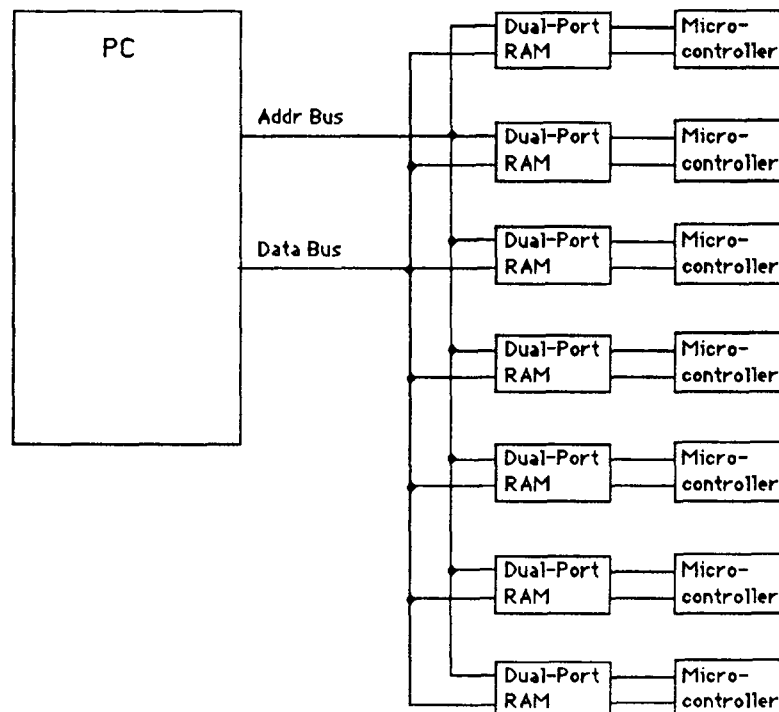 PC
Addr Bus
Data Bus
Dual-Port
RAM
Micro-
controller
Dual-Port
RAM
Micro-
controller
Dual-Port
RAM
Micro-
controller
Dual-Port
RAM
Micro-
controller
Dual-Port
RAM
Micro-
controller
Dual-Port
RAM
Micro-
controller
Dual-Port
RAM
Micro-
controller